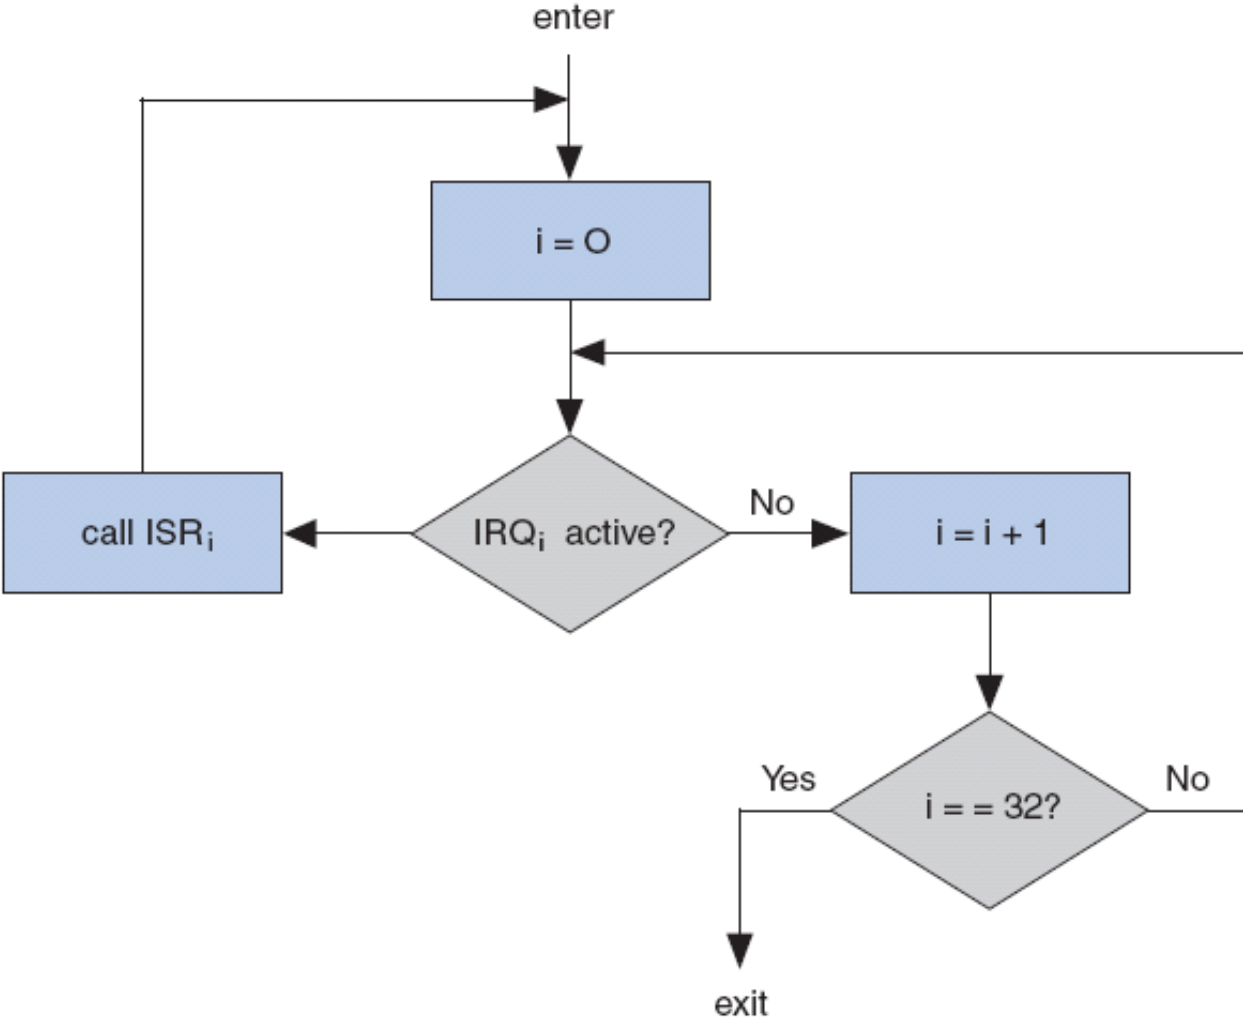 enter
i = O
No
call ISRi
IRQi active?
i = i + 1
Yes
No
i = = 32?
exit